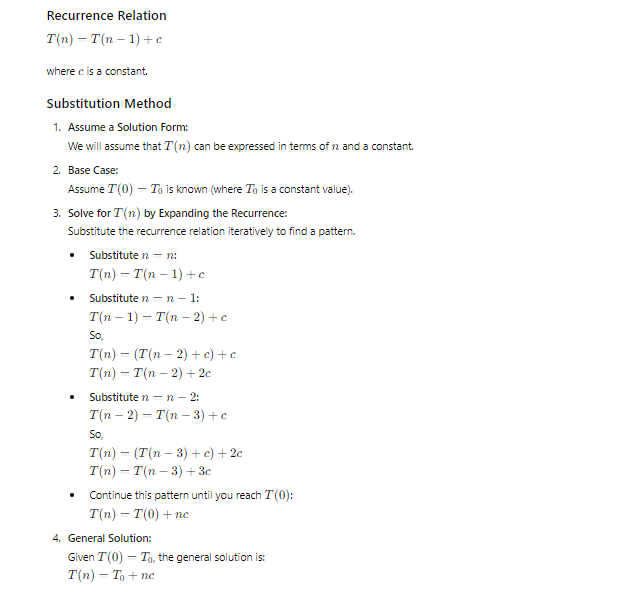 Recurrence Relation
T(n) = T(n − 1) + c
where c is a constant.
Substitution Method
1. Assume a Solution Form:
We will assume that T(n) can be expressed in terms of n and a constant.
2. Base Case:
Assume T(0) = T₀ is known (where T₀ is a constant value).
3. Solve for T(n) by Expanding the Recurrence:
Substitute the recurrence relation iteratively to find a pattern.
• Substitute n = n:
T(n) = T(n − 1) + c
• Substitute n = n − 1:
T(n − 1) = T(n − 2) + c
So,
T(n) = (T(n − 2) + c) + c
T(n) = T(n − 2) + 2c
• Substitute n = n − 2:
T(n − 2) = T(n − 3) + c
So,
T(n) = (T(n − 3) + c) + 2c
T(n) = T(n − 3) + 3c
• Continue this pattern until you reach T(0):
T(n) = T(0) + nc
4. General Solution:
Given T(0) = T₀, the general solution is:
T(n) = T₀ + nc